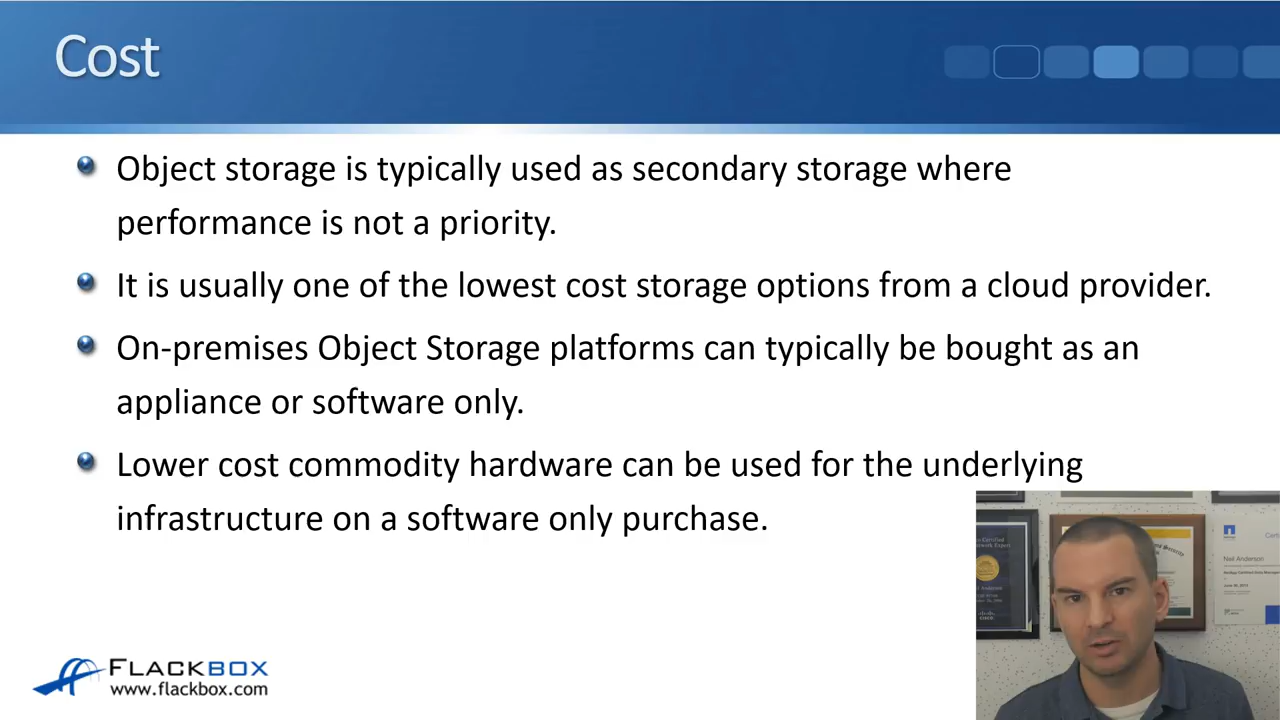 Cost
Object storage is typically used as secondary storage where
performance is not a priority.
It is usually one of the lowest cost storage options from a cloud provider.
On-premises Object Storage platforms can typically be bought as an
appliance or software only.
Lower cost commodity hardware can be used for the underlying
infrastructure on a software only purchase.
FLACKBOX
www.flackbox.com
Neil Anderson